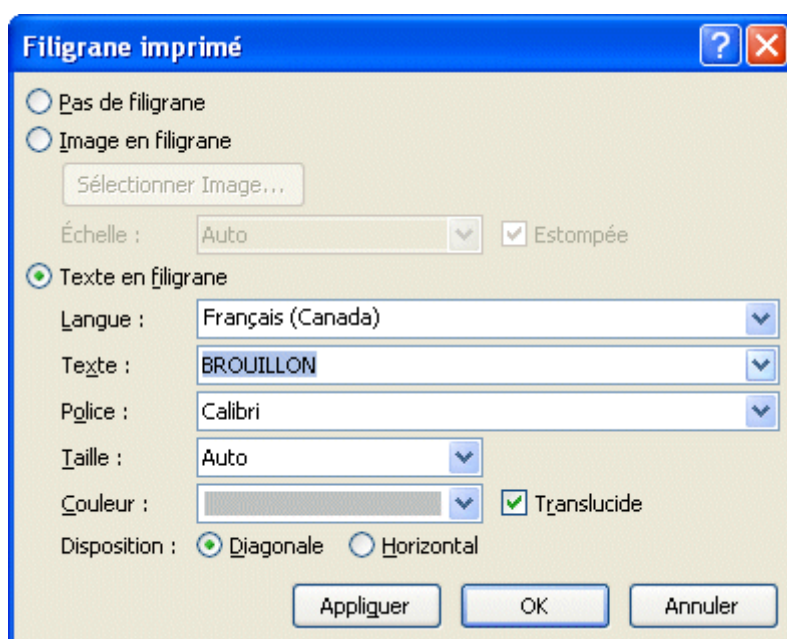 Filigrane imprimé
Pas de filigrane
Image en filigrane
Sélectionner Image...
Échelle : Auto Estompée
Texte en filigrane
Langue : Français (Canada)
Texte : BROUILLON
Police : Calibri
Taille : Auto
Couleur : Translucide
Disposition : Diagonale Horizontal
Appliquer OK Annuler